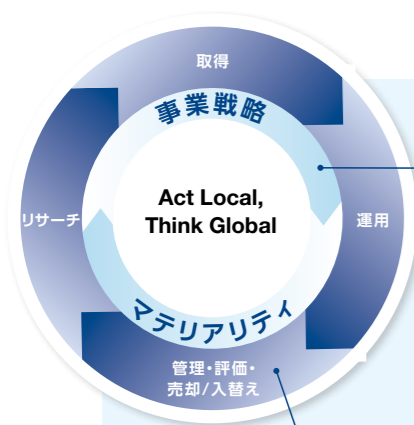 取得
事業戦略
Act Local,
Think Global
リサーチ
運用
マテリアリティ
管理・評価・
売却/入替え